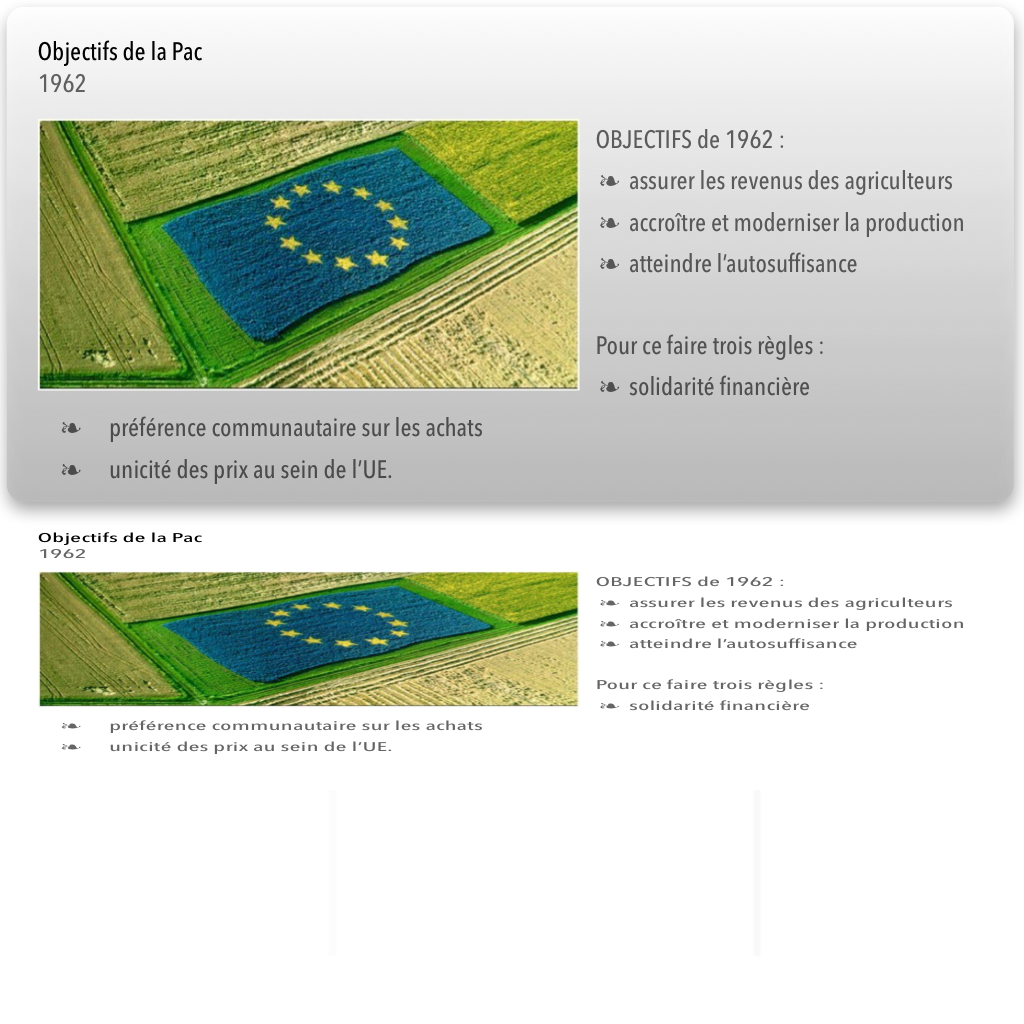 Objectifs de la Pac
1962
OBJECTIFS de 1962 :
❧ assurer les revenus des agriculteurs
❧ accroître et moderniser la production
❧ atteindre l’autosuffisance
Pour ce faire trois règles :
❧ solidarité financière
❧ préférence communautaire sur les achats
❧ unicité des prix au sein de l’UE.
Objectifs de la Pac
1962
OBJECTIFS de 1962 :
❧ assurer les revenus des agriculteurs
❧ accroître et moderniser la production
❧ atteindre l’autosuffisance
Pour ce faire trois règles :
❧ solidarité financière
❧ préférence communautaire sur les achats
❧ unicité des prix au sein de l’UE.